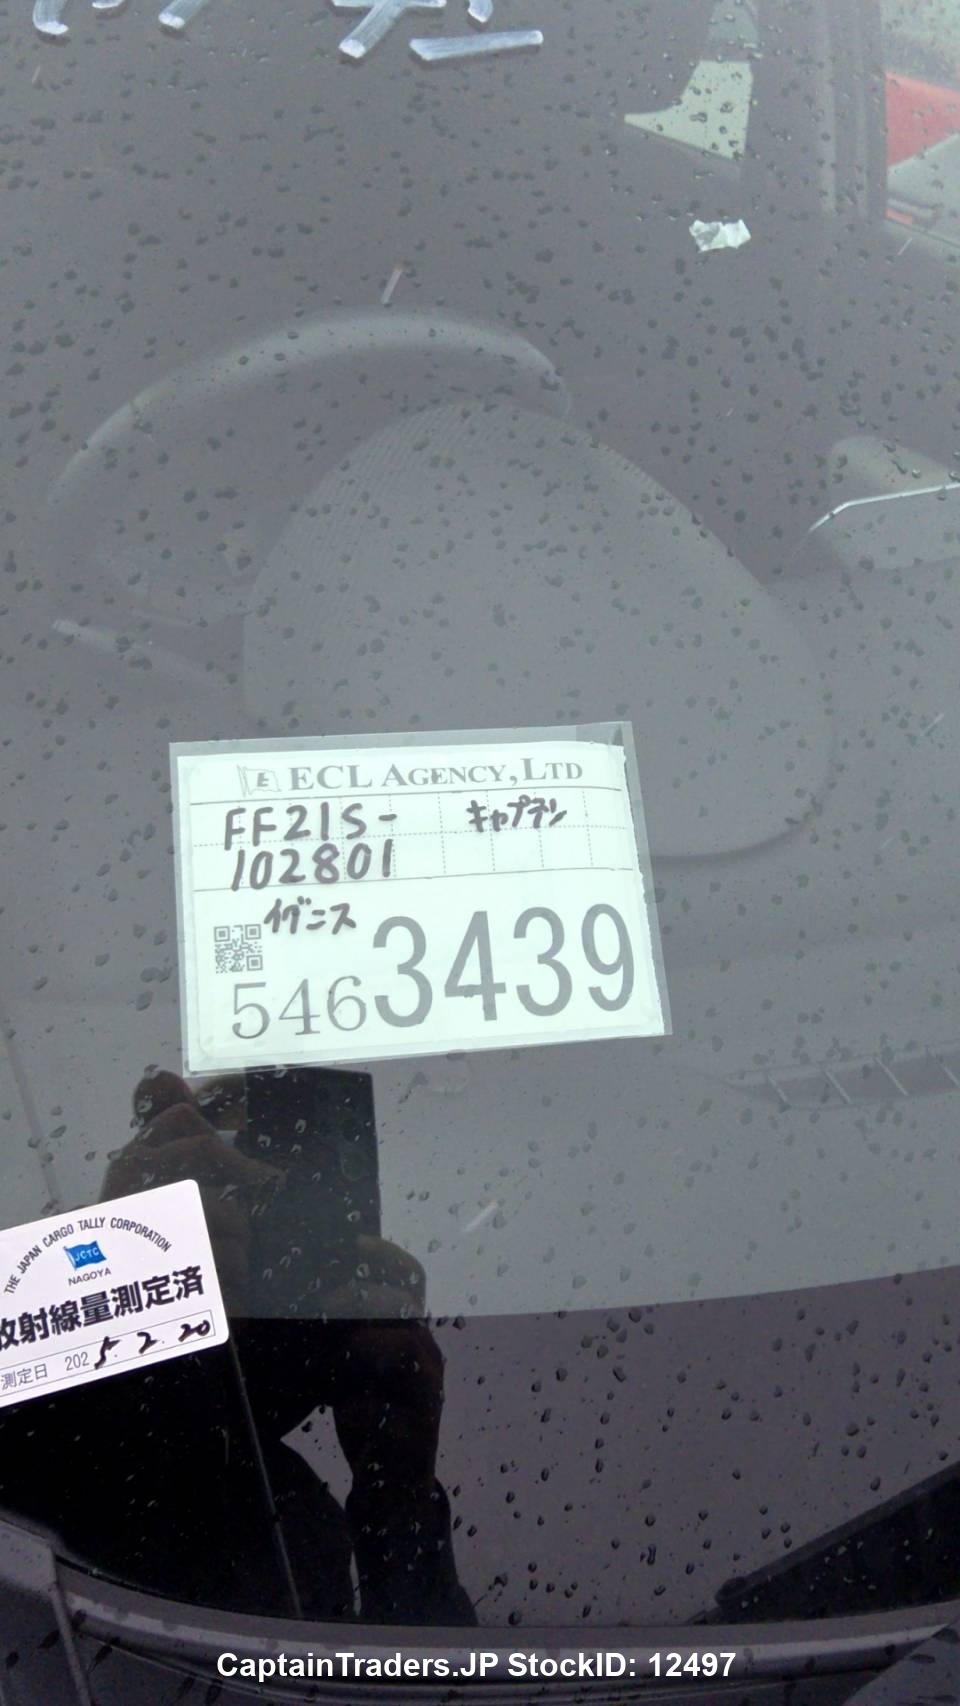 E ECL AGENCY, LTD
FF21S- キャプテン
102801
イグニス
5463439
THE JAPAN CARGO TALLY CORPORATION
JCTC
NAGOYA
放射線量測定済
測定日 2025. 2. 20
CaptainTraders.JP StockID: 12497